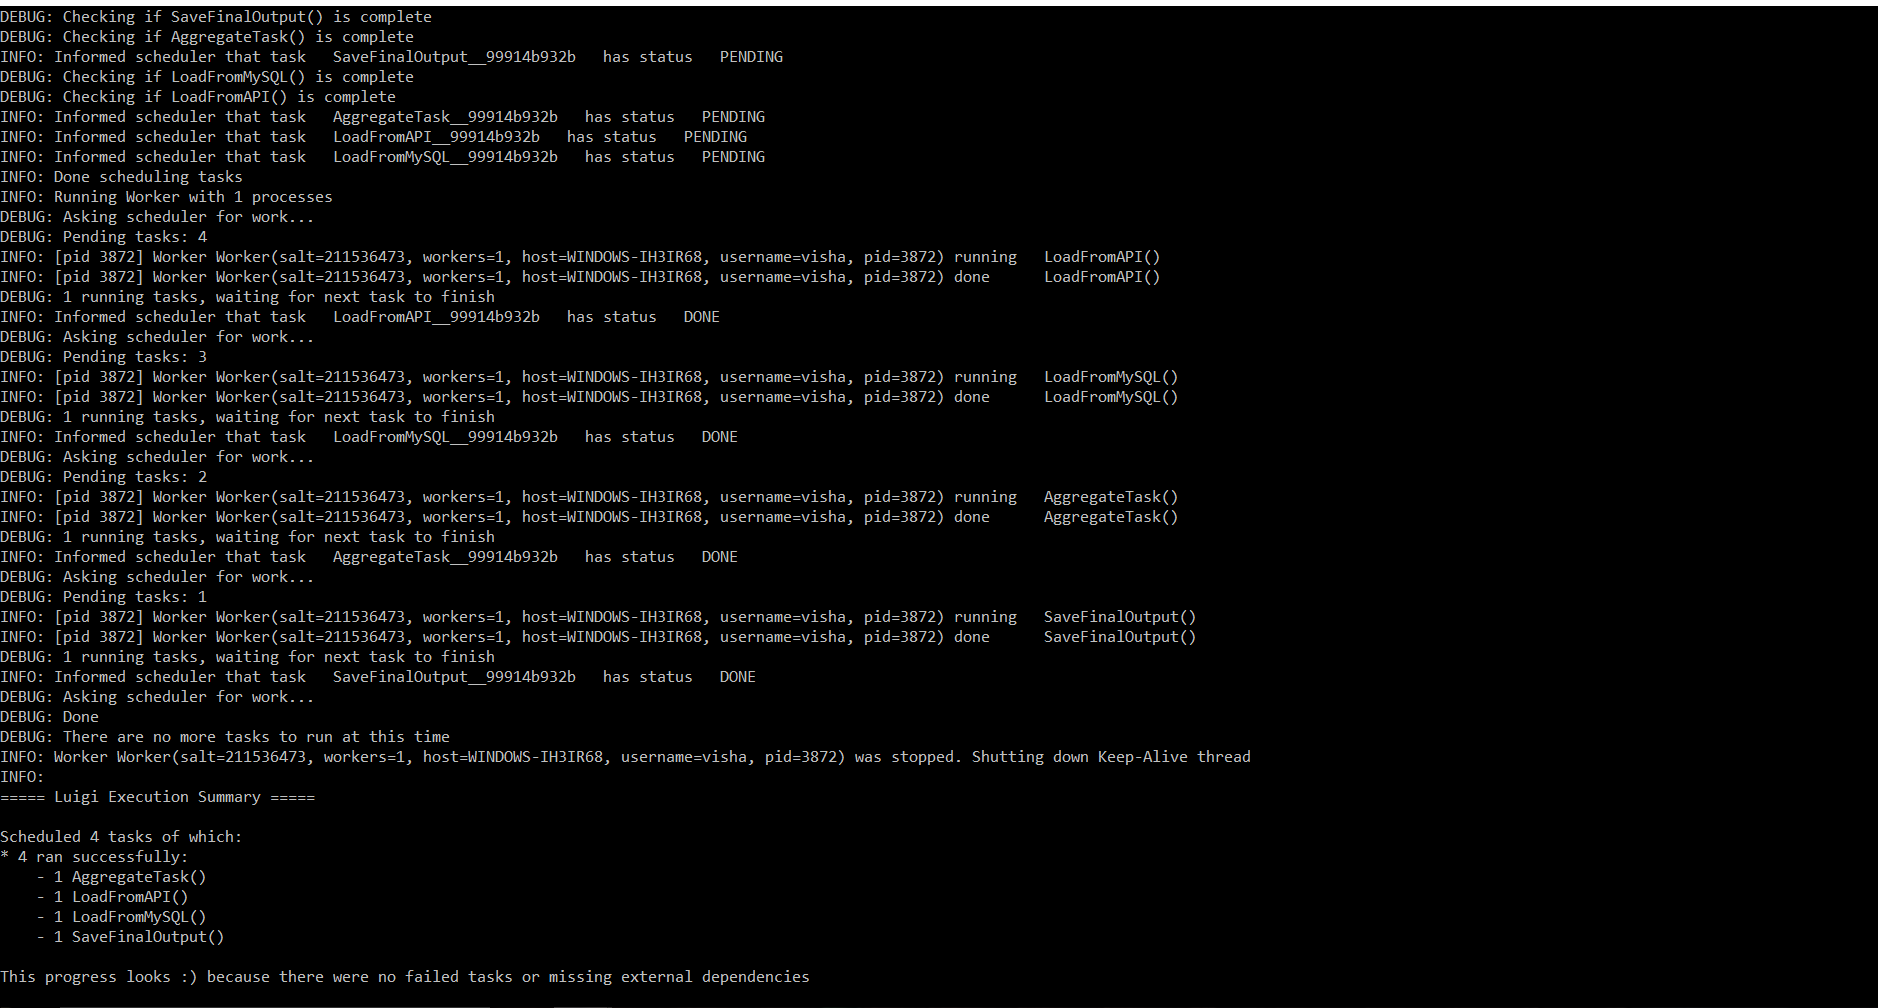 DEBUG: Checking if SaveFinalOutput() is complete
DEBUG: Checking if AggregateTask() is complete
INFO: Informed scheduler that task   SaveFinalOutput__99914b932b   has status   PENDING
DEBUG: Checking if LoadFromMySQL() is complete
DEBUG: Checking if LoadFromAPI() is complete
INFO: Informed scheduler that task   AggregateTask__99914b932b   has status   PENDING
INFO: Informed scheduler that task   LoadFromAPI__99914b932b   has status   PENDING
INFO: Informed scheduler that task   LoadFromMySQL__99914b932b   has status   PENDING
INFO: Done scheduling tasks
INFO: Running Worker with 1 processes
DEBUG: Asking scheduler for work...
DEBUG: Pending tasks: 4
INFO: [pid 3872] Worker Worker(salt=211536473, workers=1, host=WINDOWS-IH3IR68, username=visha, pid=3872) running   LoadFromAPI()
INFO: [pid 3872] Worker Worker(salt=211536473, workers=1, host=WINDOWS-IH3IR68, username=visha, pid=3872) done      LoadFromAPI()
DEBUG: 1 running tasks, waiting for next task to finish
INFO: Informed scheduler that task   LoadFromAPI__99914b932b   has status   DONE
DEBUG: Asking scheduler for work...
DEBUG: Pending tasks: 3
INFO: [pid 3872] Worker Worker(salt=211536473, workers=1, host=WINDOWS-IH3IR68, username=visha, pid=3872) running   LoadFromMySQL()
INFO: [pid 3872] Worker Worker(salt=211536473, workers=1, host=WINDOWS-IH3IR68, username=visha, pid=3872) done      LoadFromMySQL()
DEBUG: 1 running tasks, waiting for next task to finish
INFO: Informed scheduler that task   LoadFromMySQL__99914b932b   has status   DONE
DEBUG: Asking scheduler for work...
DEBUG: Pending tasks: 2
INFO: [pid 3872] Worker Worker(salt=211536473, workers=1, host=WINDOWS-IH3IR68, username=visha, pid=3872) running   AggregateTask()
INFO: [pid 3872] Worker Worker(salt=211536473, workers=1, host=WINDOWS-IH3IR68, username=visha, pid=3872) done      AggregateTask()
DEBUG: 1 running tasks, waiting for next task to finish
INFO: Informed scheduler that task   AggregateTask__99914b932b   has status   DONE
DEBUG: Asking scheduler for work...
DEBUG: Pending tasks: 1
INFO: [pid 3872] Worker Worker(salt=211536473, workers=1, host=WINDOWS-IH3IR68, username=visha, pid=3872) running   SaveFinalOutput()
INFO: [pid 3872] Worker Worker(salt=211536473, workers=1, host=WINDOWS-IH3IR68, username=visha, pid=3872) done      SaveFinalOutput()
DEBUG: 1 running tasks, waiting for next task to finish
INFO: Informed scheduler that task   SaveFinalOutput__99914b932b   has status   DONE
DEBUG: Asking scheduler for work...
DEBUG: Done
DEBUG: There are no more tasks to run at this time
INFO: Worker Worker(salt=211536473, workers=1, host=WINDOWS-IH3IR68, username=visha, pid=3872) was stopped. Shutting down Keep-Alive thread
INFO:
===== Luigi Execution Summary =====

Scheduled 4 tasks of which:
* 4 ran successfully:
    - 1 AggregateTask()
    - 1 LoadFromAPI()
    - 1 LoadFromMySQL()
    - 1 SaveFinalOutput()

This progress looks :) because there were no failed tasks or missing external dependencies